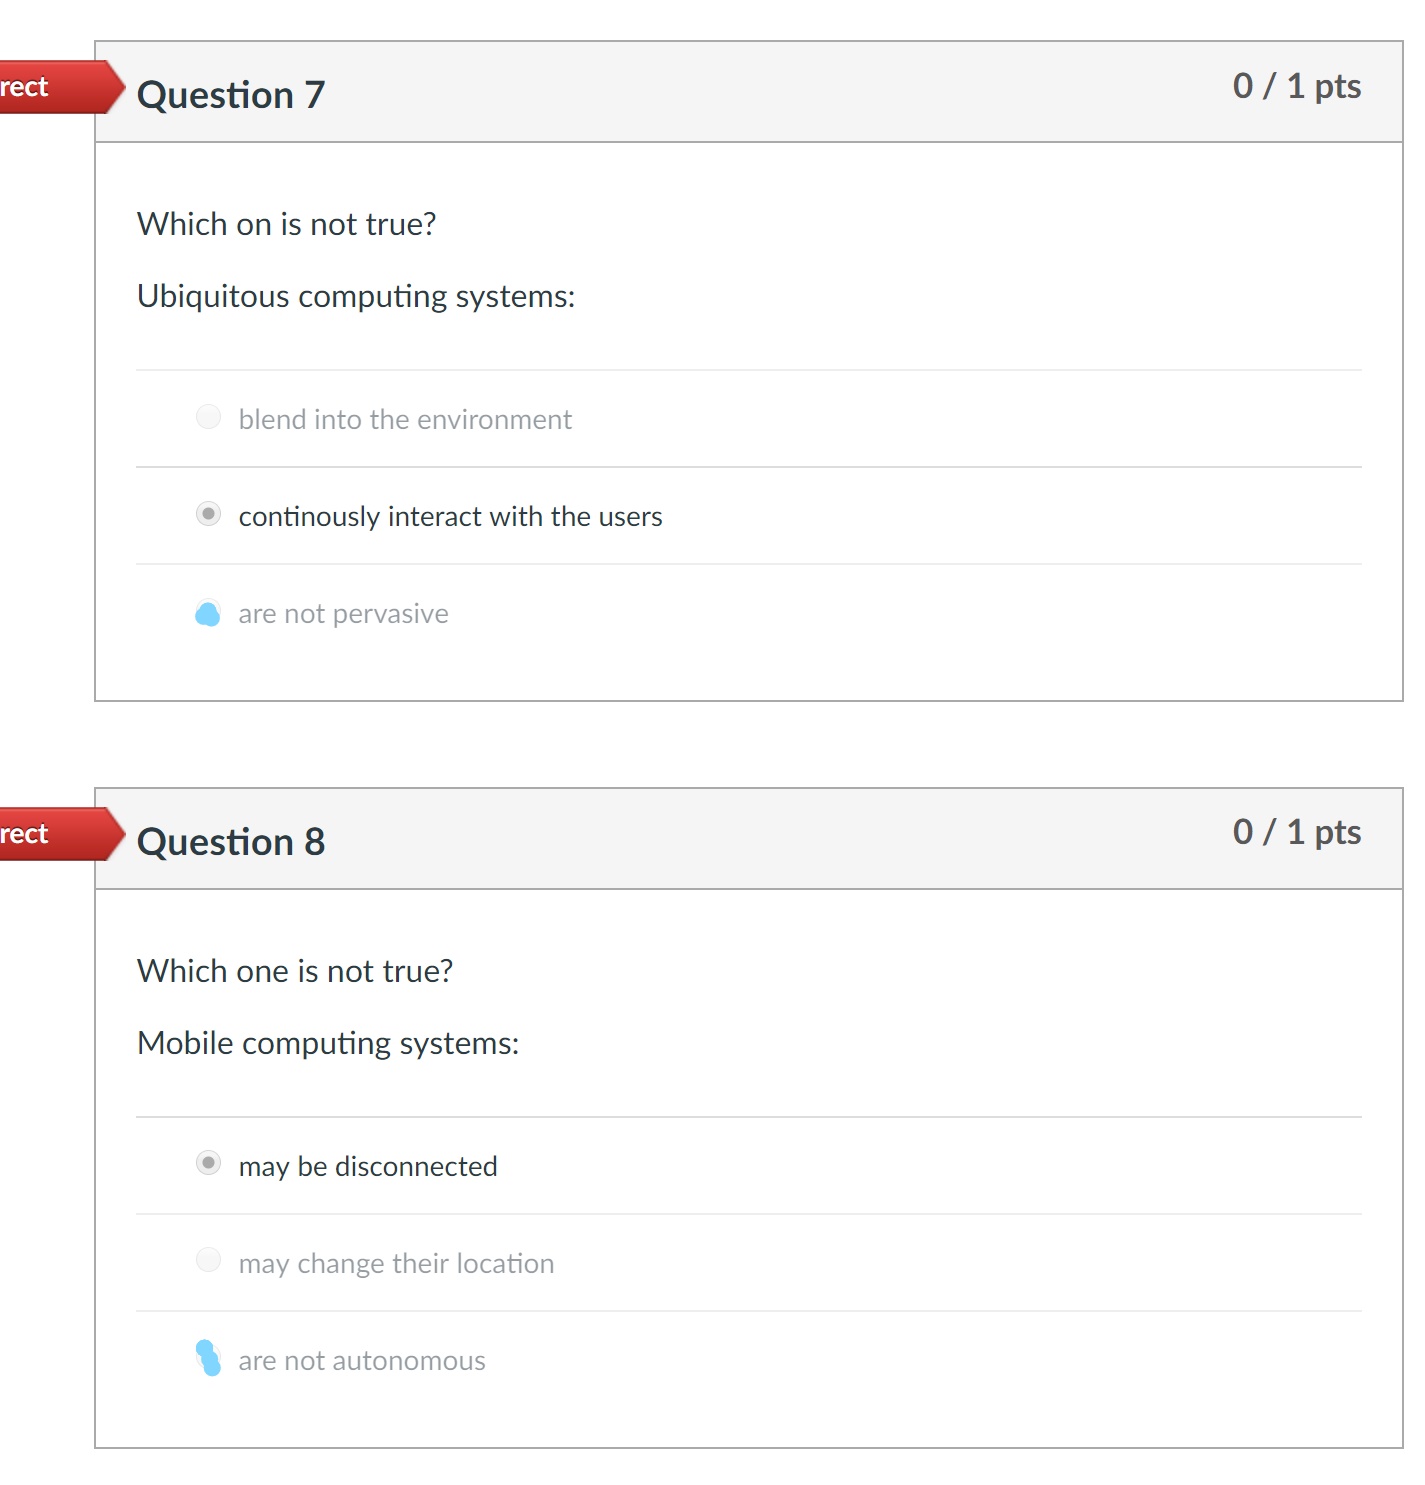 rect
Question 7
0 / 1 pts
Which on is not true?
Ubiquitous computing systems:
blend into the environment
continously interact with the users
are not pervasive
rect
Question 8
0 / 1 pts
Which one is not true?
Mobile computing systems:
may be disconnected
may change their location
are not autonomous